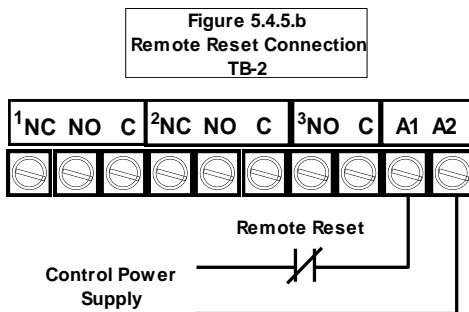 Figure 5.4.5.b
Remote Reset Connection
TB-2
1NC NO C 2NC NO C 3NO C A1 A2
Remote Reset
Control Power
Supply